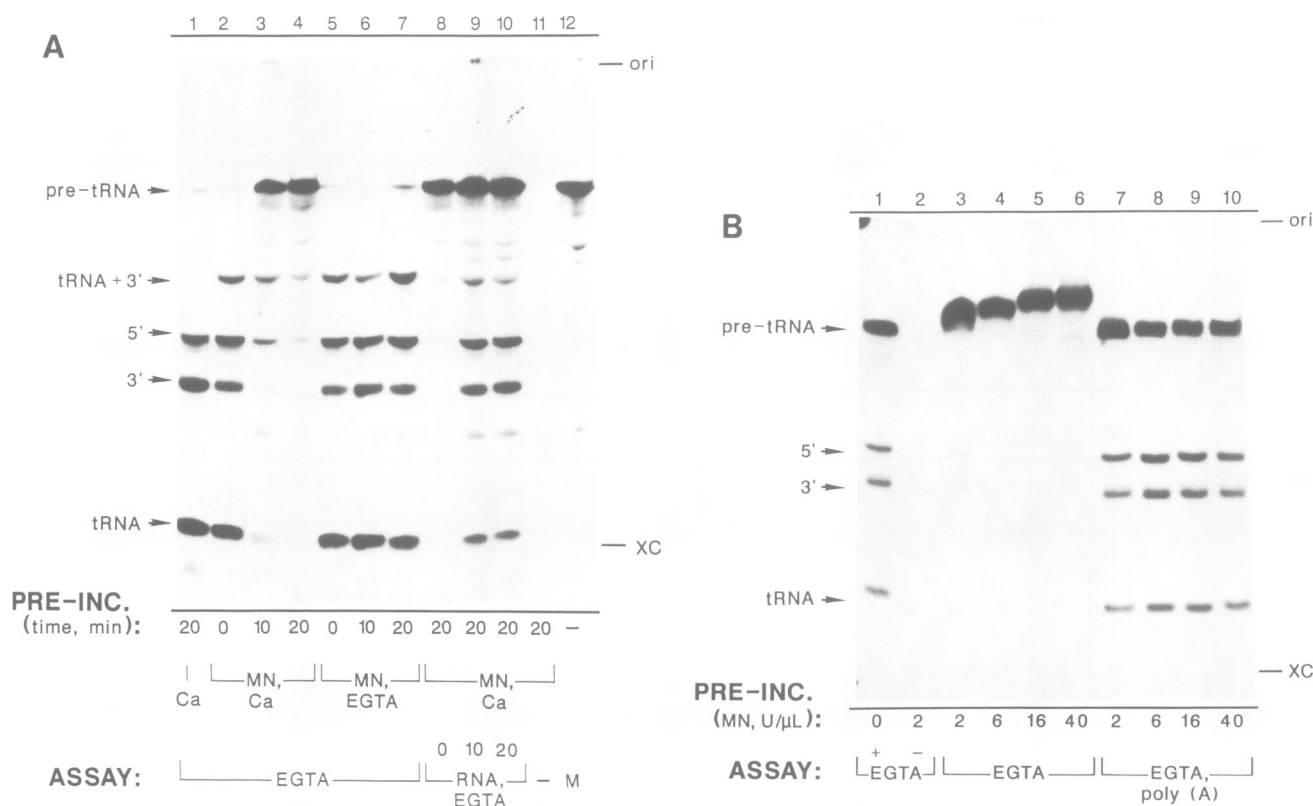 A
1 2 3 4 5 6 7 8 9 10 11 12
ori
pre-tRNA
tRNA + 3'
5'
3'
tRNA
XC
PRE-INC.
(time, min):
20 0 10 20 0 10 20 20 20 20 20 –
Ca
MN,
Ca
MN,
EGTA
MN,
Ca
0 10 20
ASSAY:
EGTA
RNA,
EGTA
– M
B
1 2 3 4 5 6 7 8 9 10
ori
pre-tRNA
5'
3'
tRNA
XC
PRE-INC.
(MN, U/μL):
0 2 2 6 16 40 2 6 16 40
+ –
ASSAY:
EGTA
EGTA
EGTA,
poly (A)